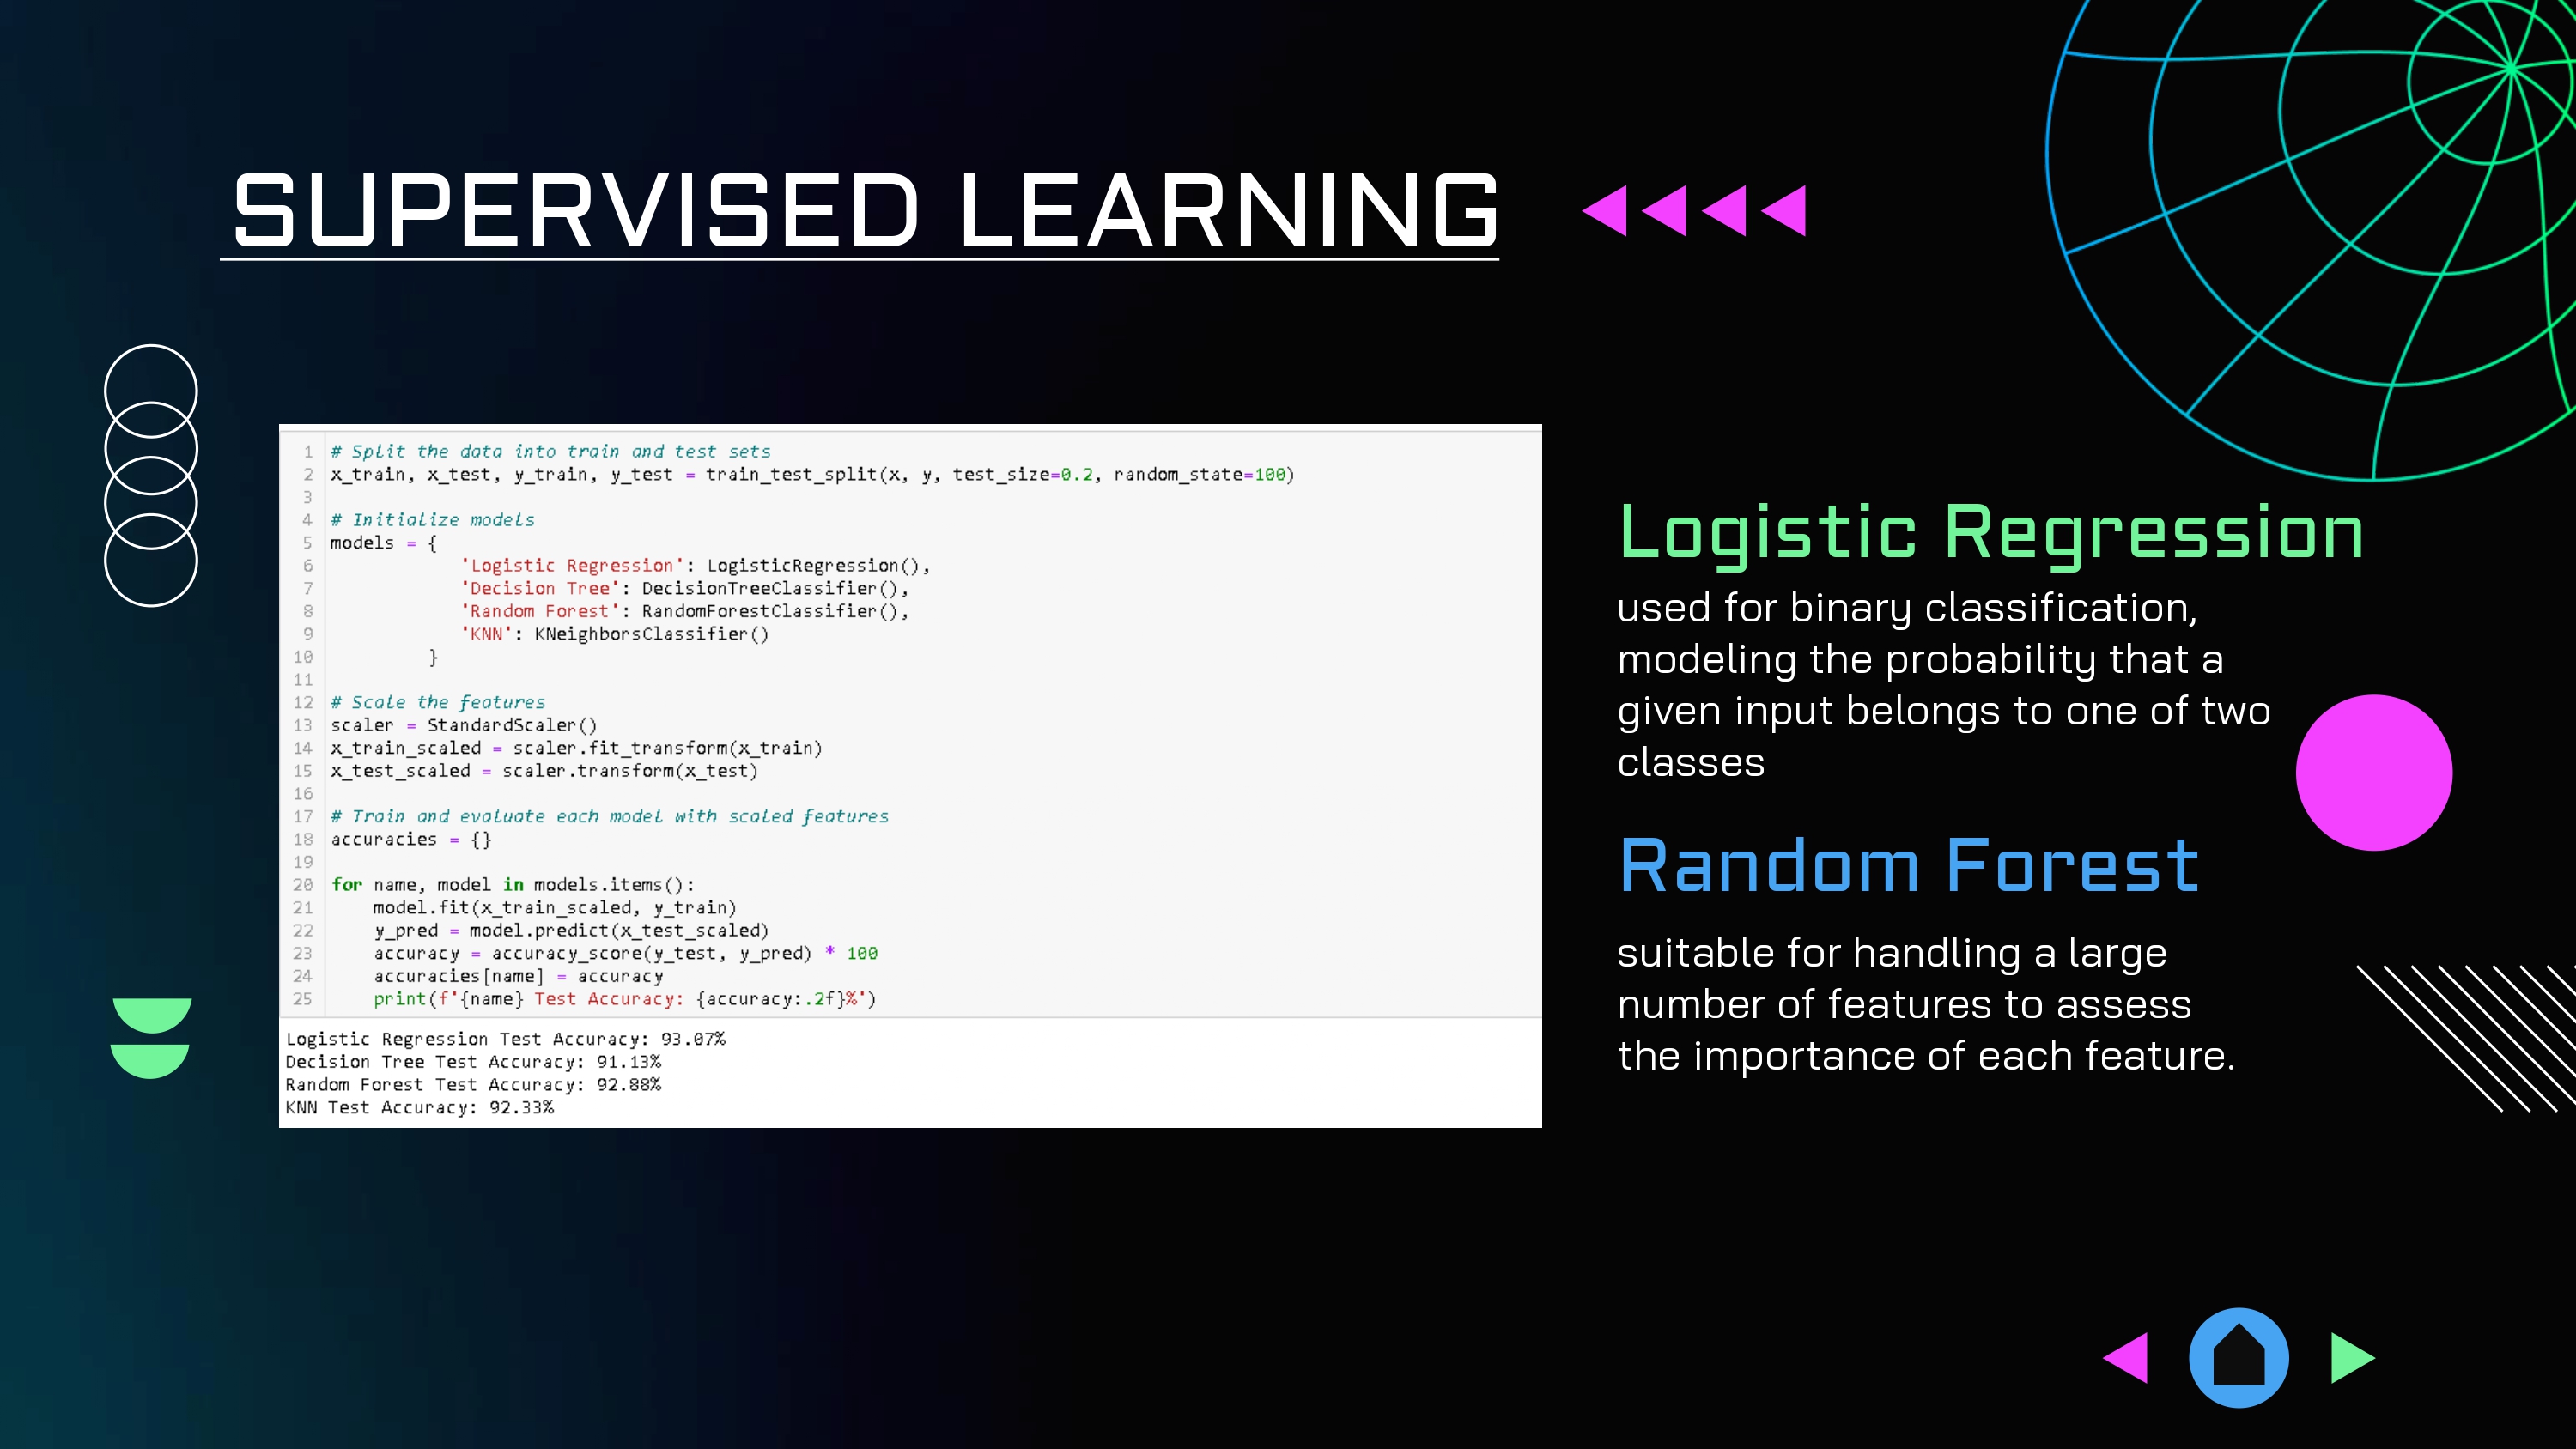 SUPERVISED LEARNING
1 # Split the data into train and test sets
2 x_train, x_test, y_train, y_test = train_test_split(x, y, test_size=0.2, random_state=100)
3
4 # Initialize models
5 models = {
6 'Logistic Regression': LogisticRegression(),
7 'Decision Tree': DecisionTreeClassifier(),
8 'Random Forest': RandomForestClassifier(),
9 'KNN': KNeighborsClassifier()
10 }
11
12 # Scale the features
13 scaler = StandardScaler()
14 x_train_scaled = scaler.fit_transform(x_train)
15 x_test_scaled = scaler.transform(x_test)
16
17 # Train and evaluate each model with scaled features
18 accuracies = {}
19
20 for name, model in models.items():
21 model.fit(x_train_scaled, y_train)
22 y_pred = model.predict(x_test_scaled)
23 accuracy = accuracy_score(y_test, y_pred) * 100
24 accuracies[name] = accuracy
25 print(f'{name} Test Accuracy: {accuracy:.2f}%')
Logistic Regression Test Accuracy: 93.07%
Decision Tree Test Accuracy: 91.13%
Random Forest Test Accuracy: 92.88%
KNN Test Accuracy: 92.33%
Logistic Regression
used for binary classification,
modeling the probability that a
given input belongs to one of two
classes
Random Forest
suitable for handling a large
number of features to assess
the importance of each feature.